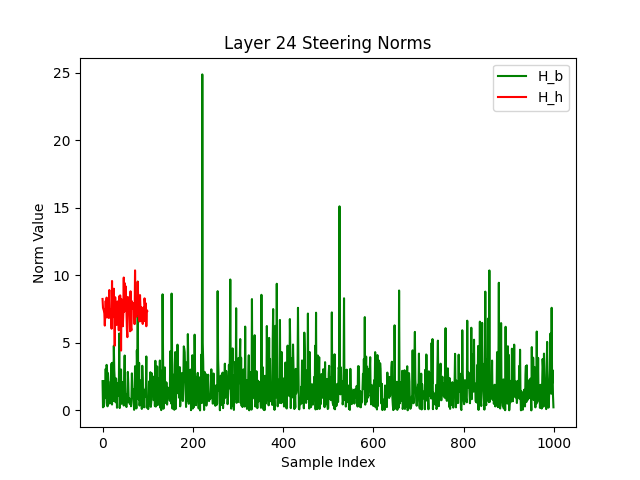 Layer 24 Steering Norms
H_b
H_h
Norm Value
25
20
15
10
5
0
0 200 400 600 800 1000
Sample Index